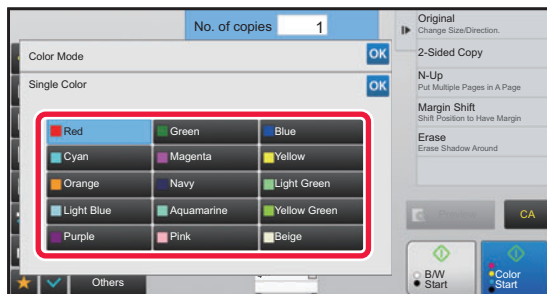 No. of copies 1
Original
Change Size/Direction.
Color Mode OK
2-Sided Copy
Single Color OK
N-Up
Put Multiple Pages in A Page
Margin Shift
Shift Position to Have Margin
Erase
Erase Shadow Around
Red Green Blue
Cyan Magenta Yellow
Orange Navy Light Green
Light Blue Aquamarine Yellow Green
Purple Pink Beige
Preview CA
Others
B/W
Start
Color
Start